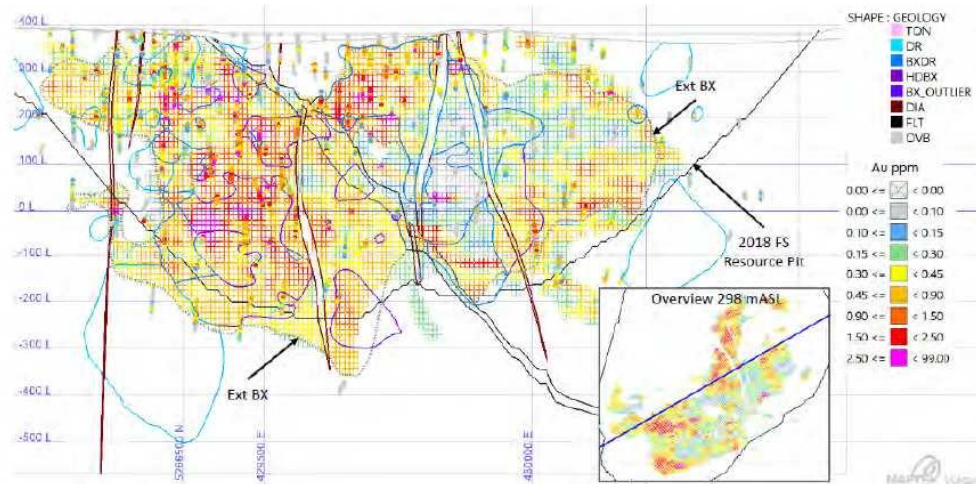 SHAPE : GEOLOGY
TON
DR
BXDR
HDBX
BX_OUTLIER
DIA
FLT
OVB
Au ppm
0.00 <= < 0.00
0.00 <= < 0.10
0.10 <= < 0.15
0.15 <= < 0.30
0.30 <= < 0.45
0.45 <= < 0.90
0.90 <= < 1.50
1.50 <= < 2.50
2.50 <= < 99.00
400 L
200 L
100 L
0 L
-100 L
-200 L
-300 L
-400 L
-500 L
Ext BX
2018 FS
Resource Pit
Ext BX
Overview 298 mASL
429500 E
430000 E